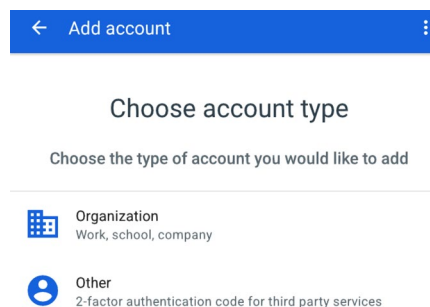 Add account
Choose account type
Choose the type of account you would like to add
Organization
Work, school, company
Other
2-factor authentication code for third party services